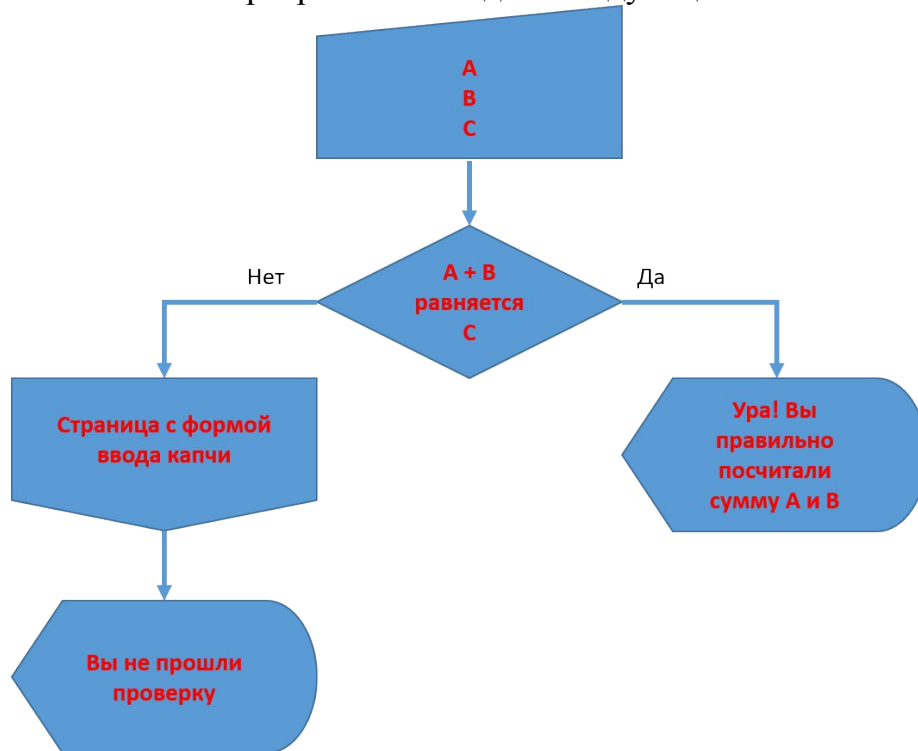 А
В
С
Нет
А + В
равняется
С
Да
Страница с формой
ввода капчи
Ура! Вы
правильно
посчитали
сумму А и В
Вы не прошли
проверку